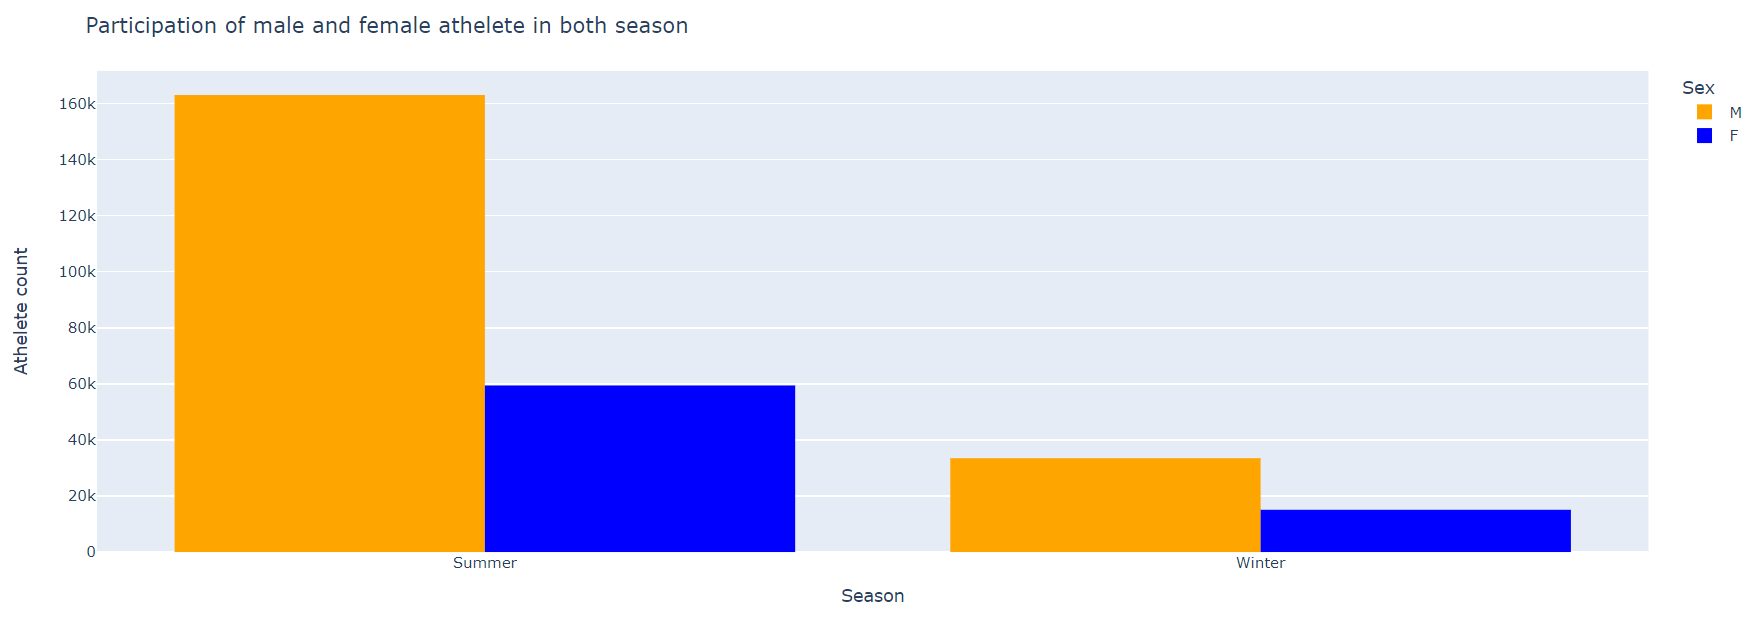 Participation of male and female athelete in both season
Sex
M
F
Athelete count
160k
140k
120k
100k
80k
60k
40k
20k
0
Summer
Winter
Season